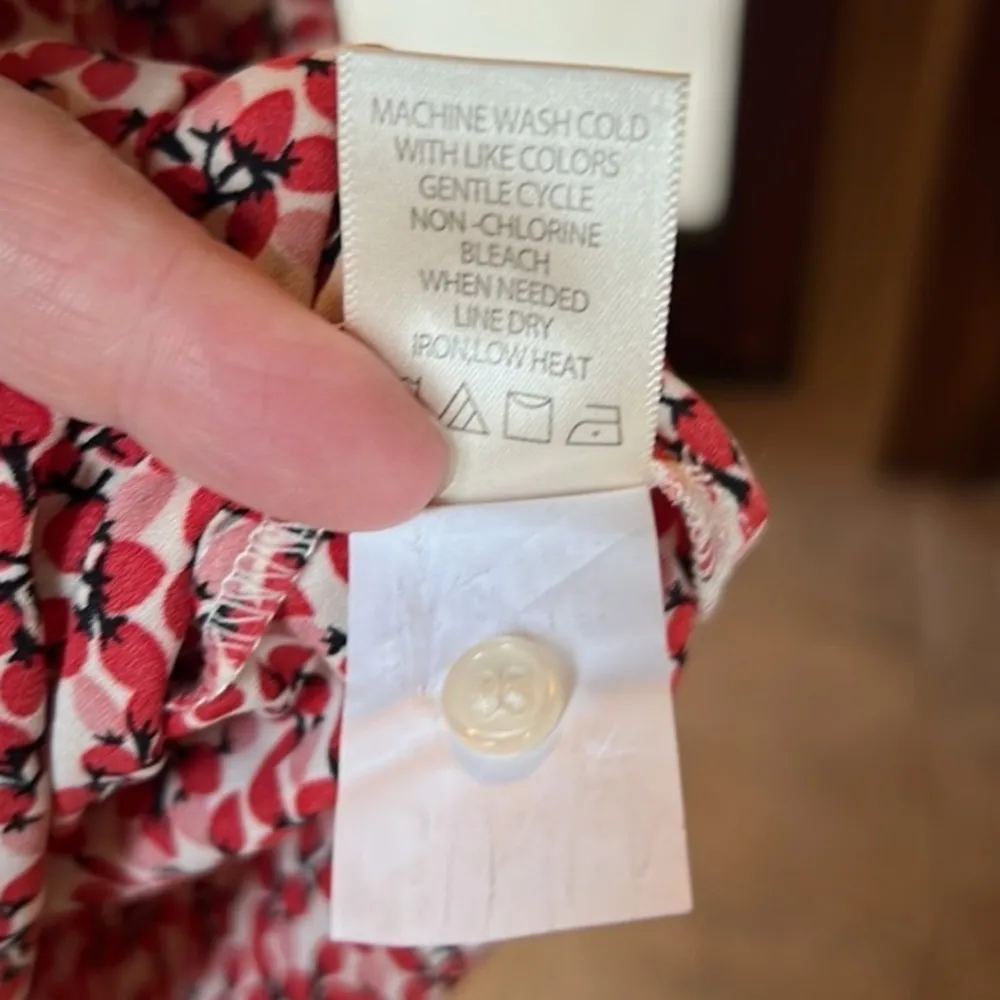 MACHINE WASH COLD
WITH LIKE COLORS
GENTLE CYCLE
NON -CHLORINE
BLEACH
WHEN NEEDED
LINE DRY
IRON,LOW HEAT